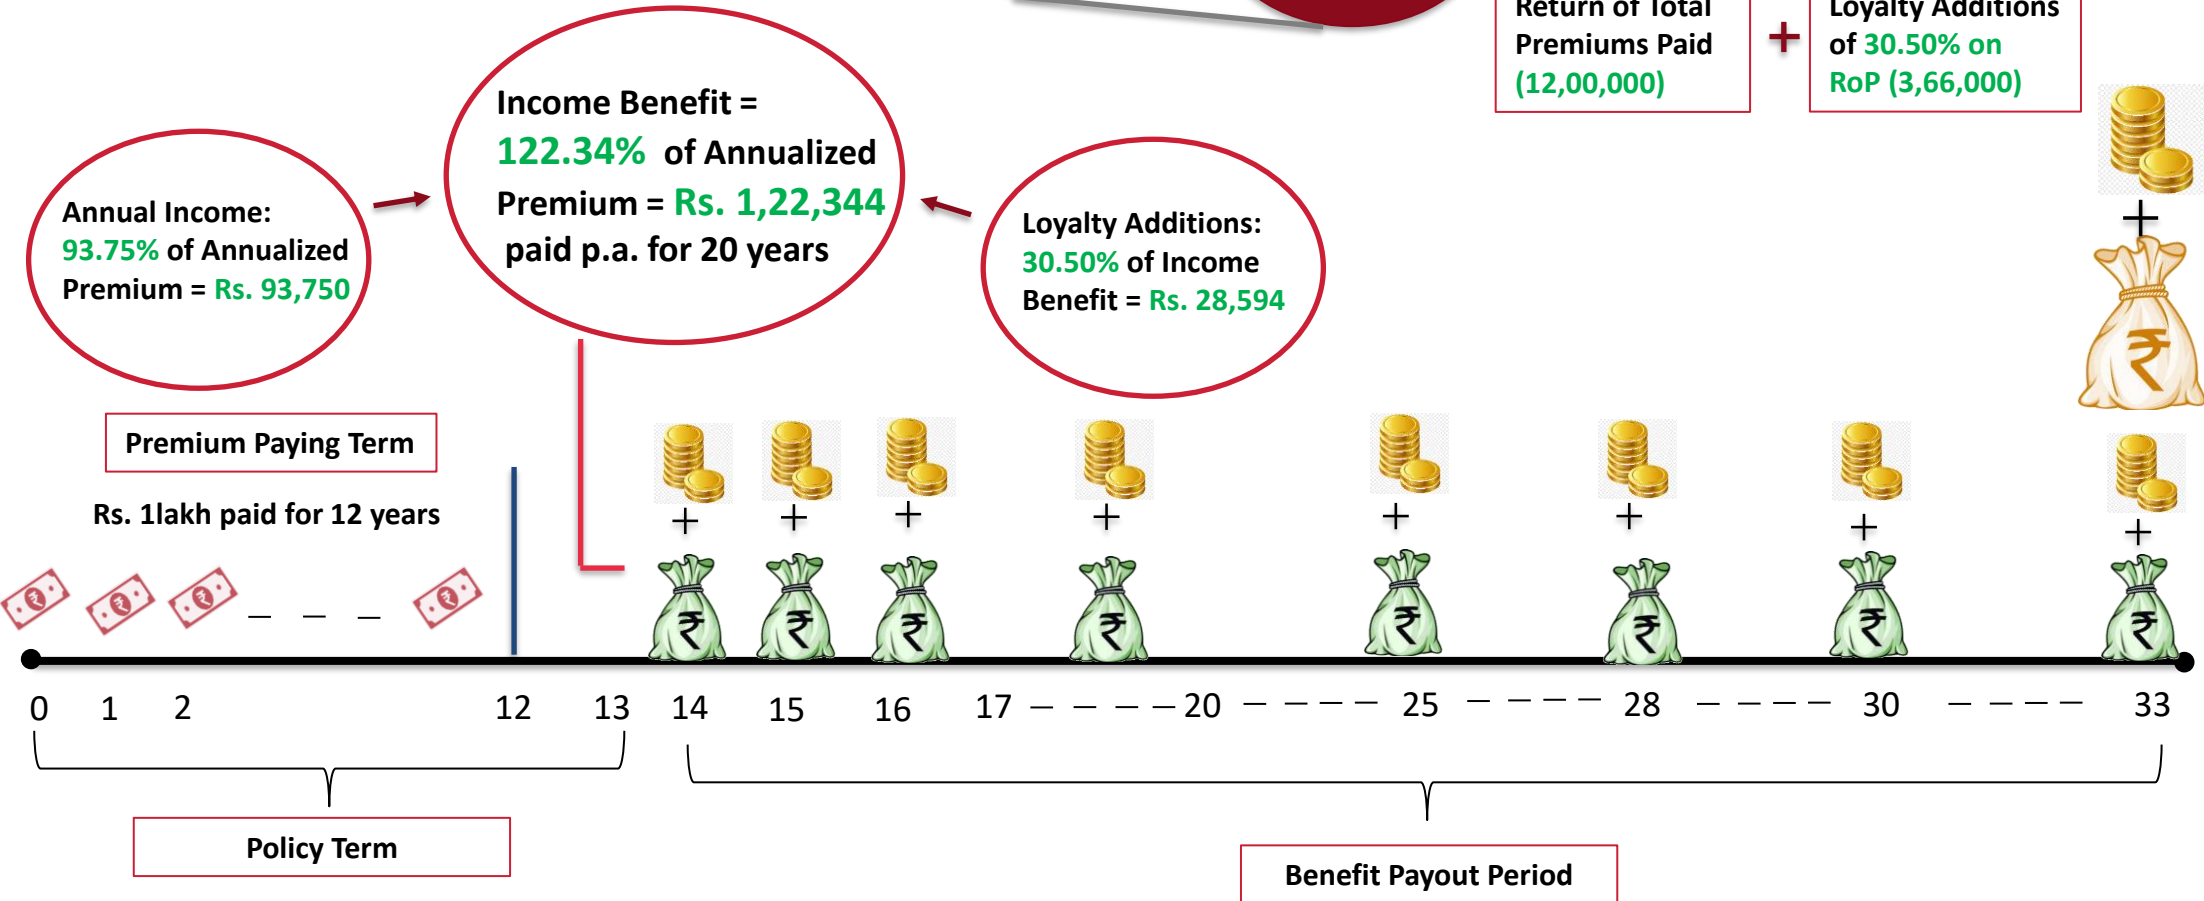 Return of Total
Premiums Paid
(12,00,000)
+
Loyalty Additions
of 30.50% on
RoP (3,66,000)
Income Benefit =
122.34% of Annualized
Premium = Rs. 1,22,344
paid p.a. for 20 years
Annual Income:
93.75% of Annualized
Premium = Rs. 93,750
Loyalty Additions:
30.50% of Income
Benefit = Rs. 28,594
+
Premium Paying Term
Rs. 1lakh paid for 12 years
+ + + + + + + +
₹ ₹ ₹ ₹ ₹ ₹ ₹ ₹ ₹
0 1 2 12 13 14 15 16 17 – – – – – 20 – – – – – 25 – – – – – 28 – – – – – 30 – – – – 33
Policy Term
Benefit Payout Period